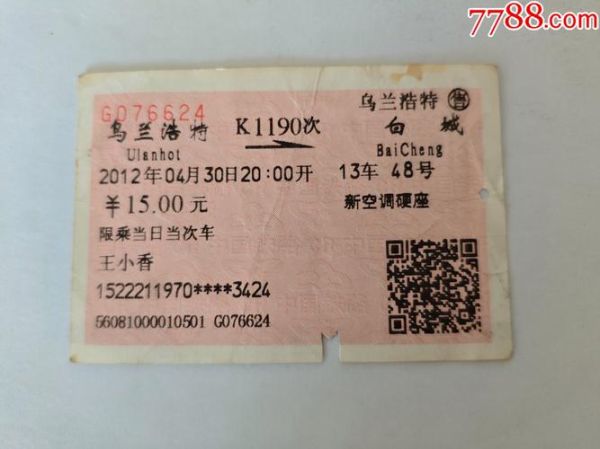 7788.com
G076624
乌兰浩特 售
乌兰浩特 K1190次 白城
Ulanhot BaiCheng
2012年04月30日20:00开 13车 48号
￥15.00元 新空调硬座
限乘当日当次车
王小香
1522211970****3424
56081000010501 G076624